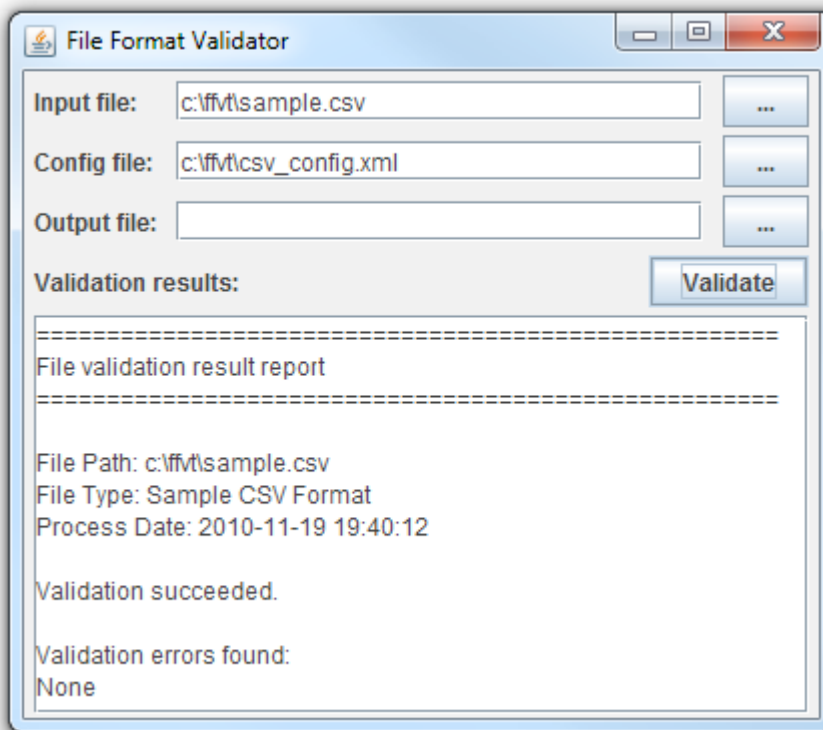 File Format Validator
Input file: c:\ffvt\sample.csv ...
Config file: c:\ffvt\csv_config.xml ...
Output file: ...
Validation results: Validate
=====================================================
File validation result report
=====================================================
File Path: c:\ffvt\sample.csv
File Type: Sample CSV Format
Process Date: 2010-11-19 19:40:12
Validation succeeded.
Validation errors found:
None